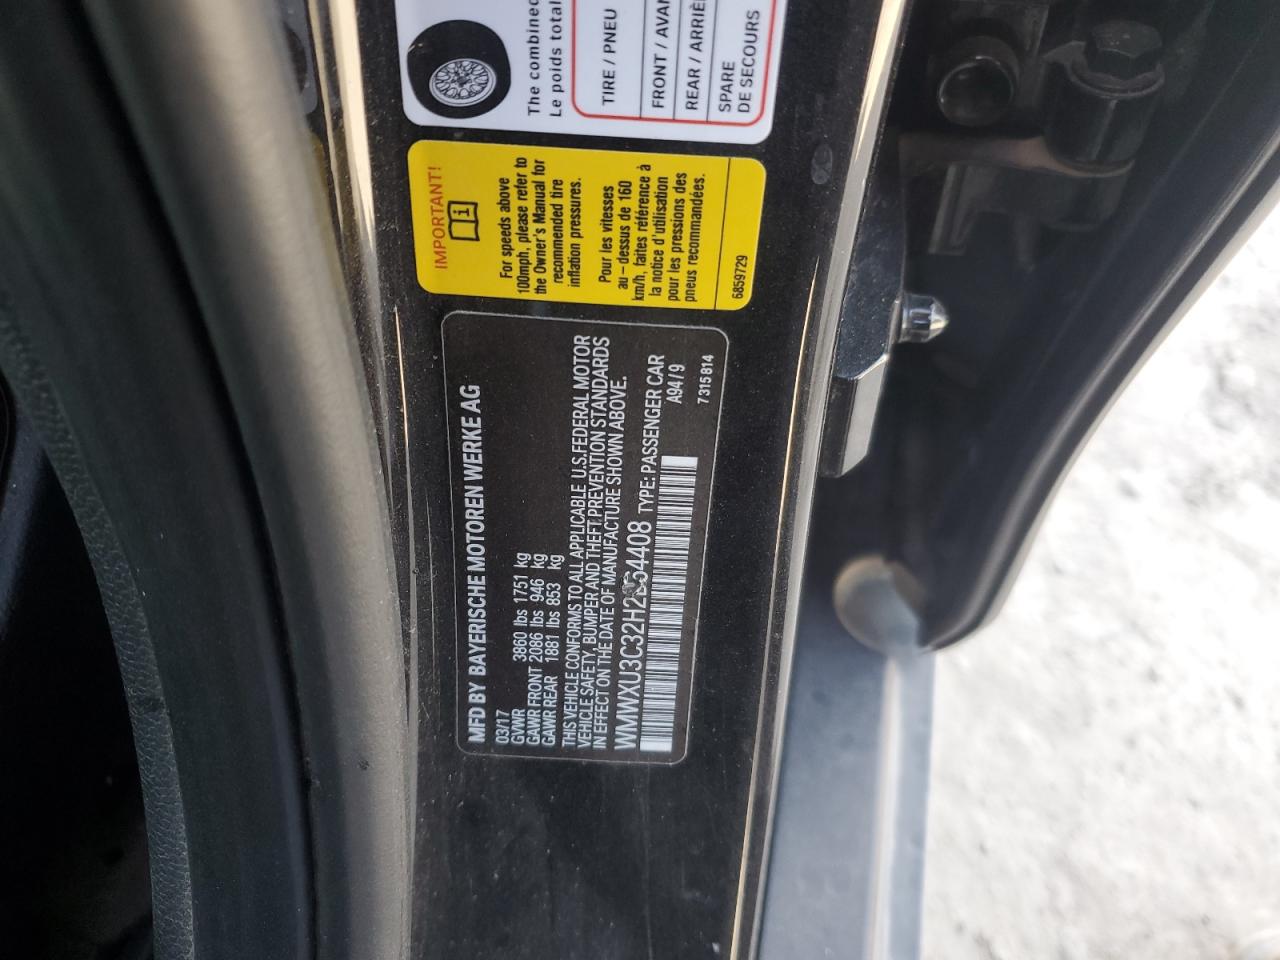 The combined
Le poids total
TIRE / PNEU
FRONT /
REAR /
SPARE
DE SECOURS
IMPORTANT!
For speeds above
100mph, please refer to
the Owner's Manual for
recommended tire
inflation pressures.
Pour les vitesses
au-dessus de 160
km/h, faites référence à
la notice d'utilisation
pour les pressions des
pneus recommandées.
6859729
MFD BY BAYERISCHE MOTOREN WERKE AG
03/17
GVWR 3860 lbs 1751 kg
GAWR FRONT 2086 lbs 946 kg
GAWR REAR 1881 lbs 853 kg
THIS VEHICLE CONFORMS TO ALL APPLICABLE U.S. FEDERAL MOTOR
VEHICLE SAFETY, BUMPER AND THEFT PREVENTION STANDARDS
IN EFFECT ON THE DATE OF MANUFACTURE SHOWN ABOVE.
TYPE: PASSENGER CAR
A94 / 9
7 315 814